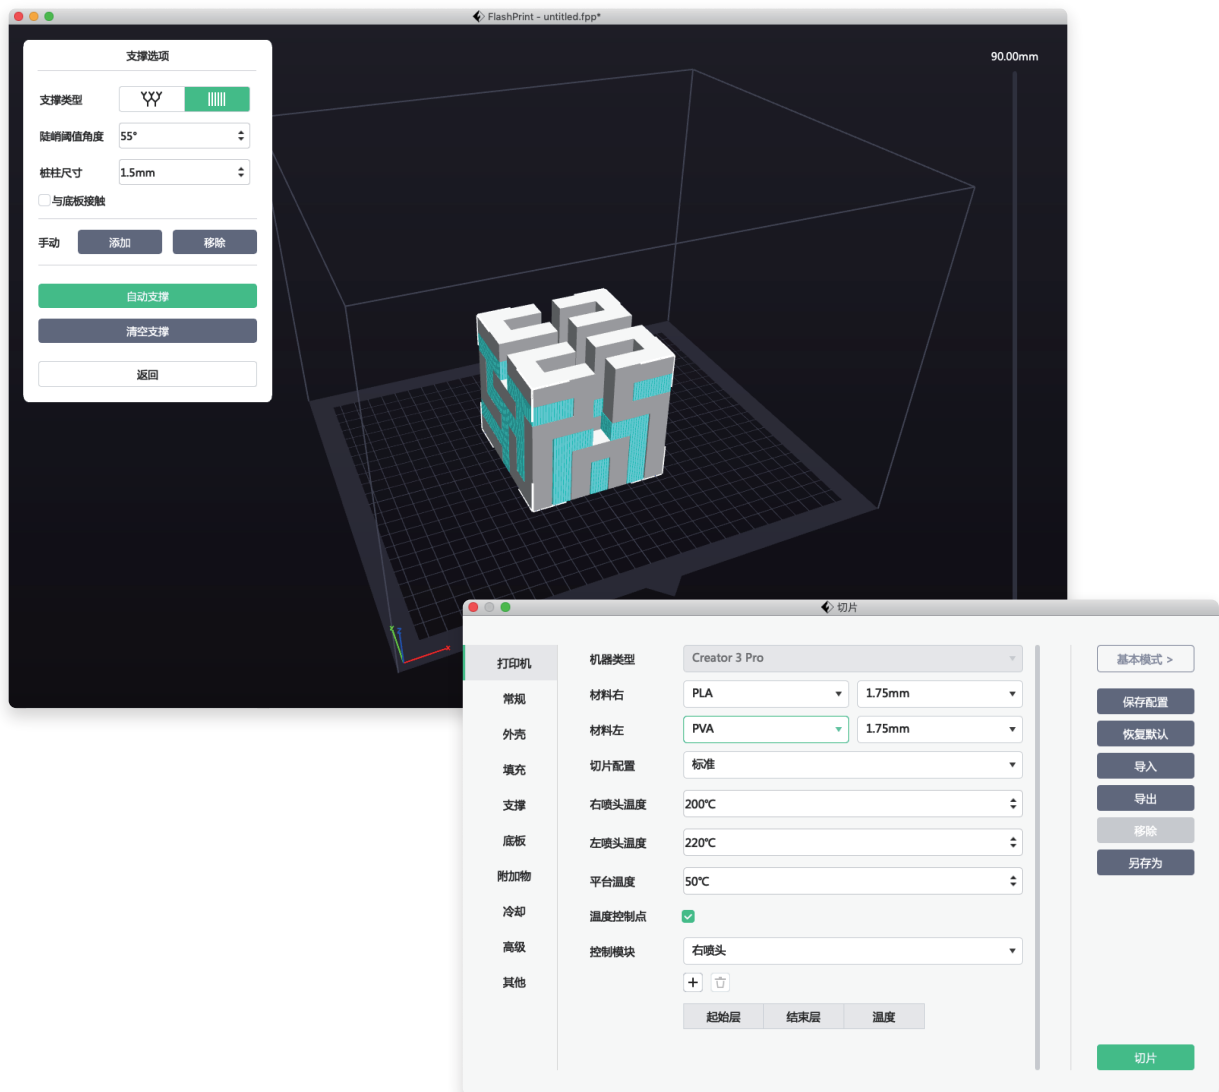 FlashPrint - untitled.fpp*
支撑选项
90.00mm
支撑类型
陡峭阈值角度 55°
桩柱尺寸 1.5mm
与底板接触
手动 添加 移除
自动支撑
清空支撑
返回
切片
打印机
常规
外壳
填充
支撑
底板
附加物
冷却
高级
其他
机器类型 Creator 3 Pro
材料右 PLA 1.75mm
材料左 PVA 1.75mm
切片配置 标准
右喷头温度 200℃
左喷头温度 220℃
平台温度 50℃
温度控制点
控制模块 右喷头
起始层 结束层 温度
基本模式 >
保存配置
恢复默认
导入
导出
移除
另存为
切片